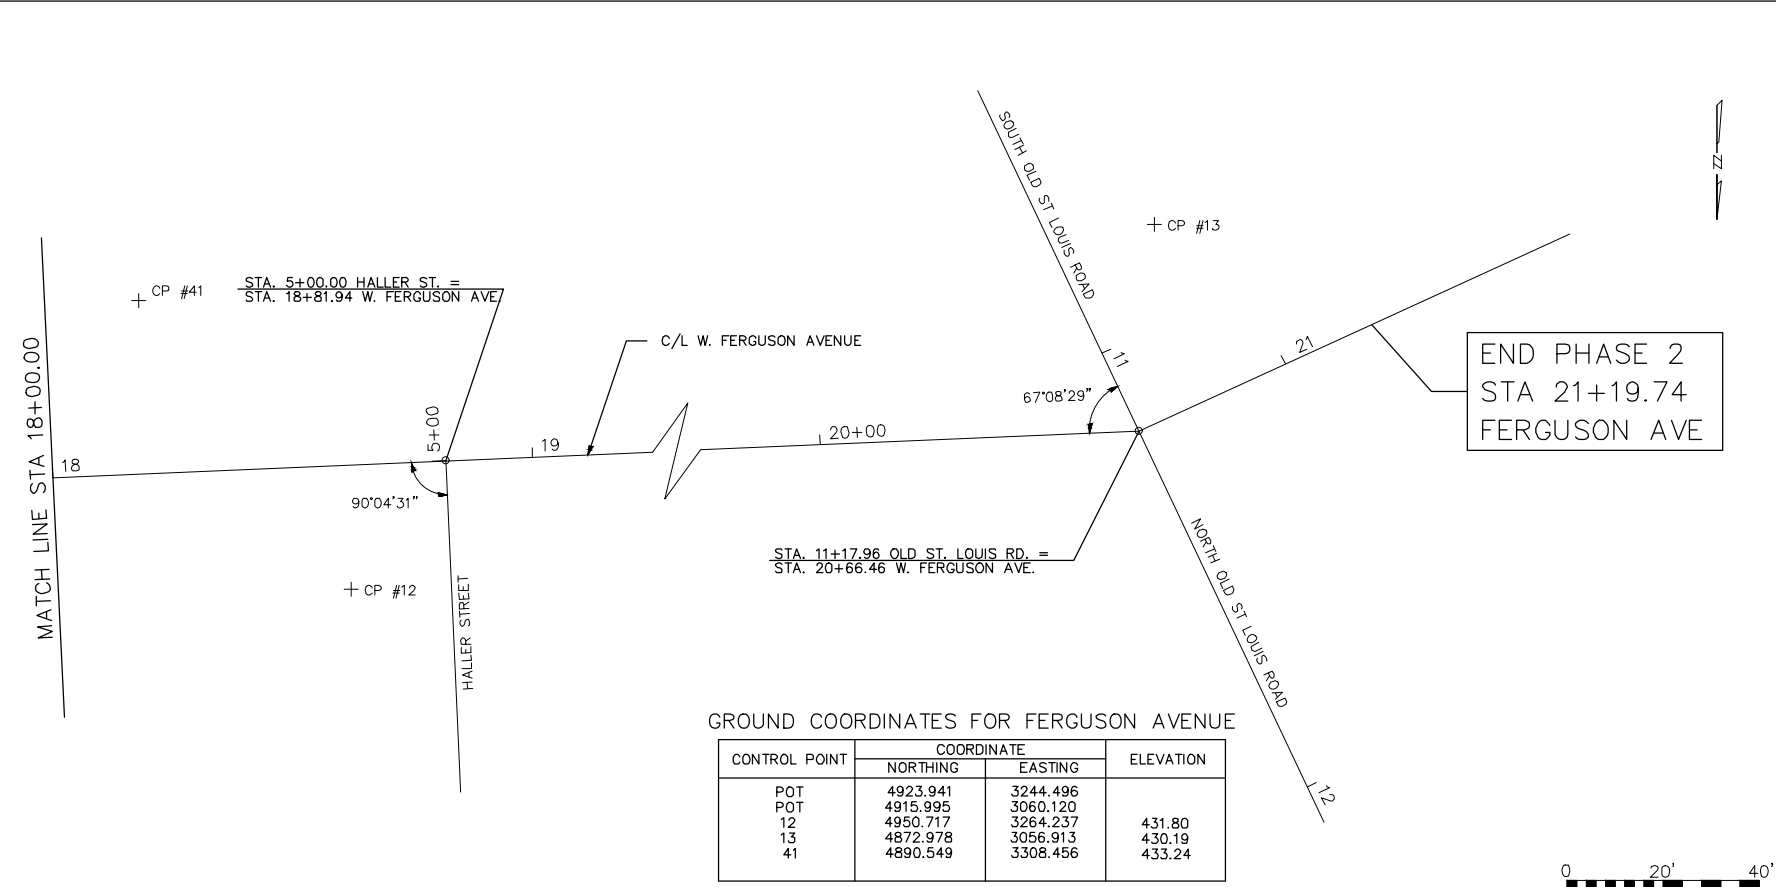 SOUTH OLD ST LOUIS ROAD
N
CP #13
CP #41
STA. 5+00.00 HALLER ST. =
STA. 18+81.94 W. FERGUSON AVE.
C/L W. FERGUSON AVENUE
MATCH LINE STA 18+00.00
18
5+00
19
20+00
90°04'31"
67°08'29"
11
21
END PHASE 2
STA 21+19.74
FERGUSON AVE
STA. 11+17.96 OLD ST. LOUIS RD. =
STA. 20+66.46 W. FERGUSON AVE.
CP #12
HALLER STREET
NORTH OLD ST LOUIS ROAD
12
GROUND COORDINATES FOR FERGUSON AVENUE
CONTROL POINT COORDINATE ELEVATION
NORTHING EASTING
POT 4923.941 3244.496
POT 4915.995 3060.120
12 4950.717 3264.237 431.80
13 4872.978 3056.913 430.19
41 4890.549 3308.456 433.24
0 20' 40'